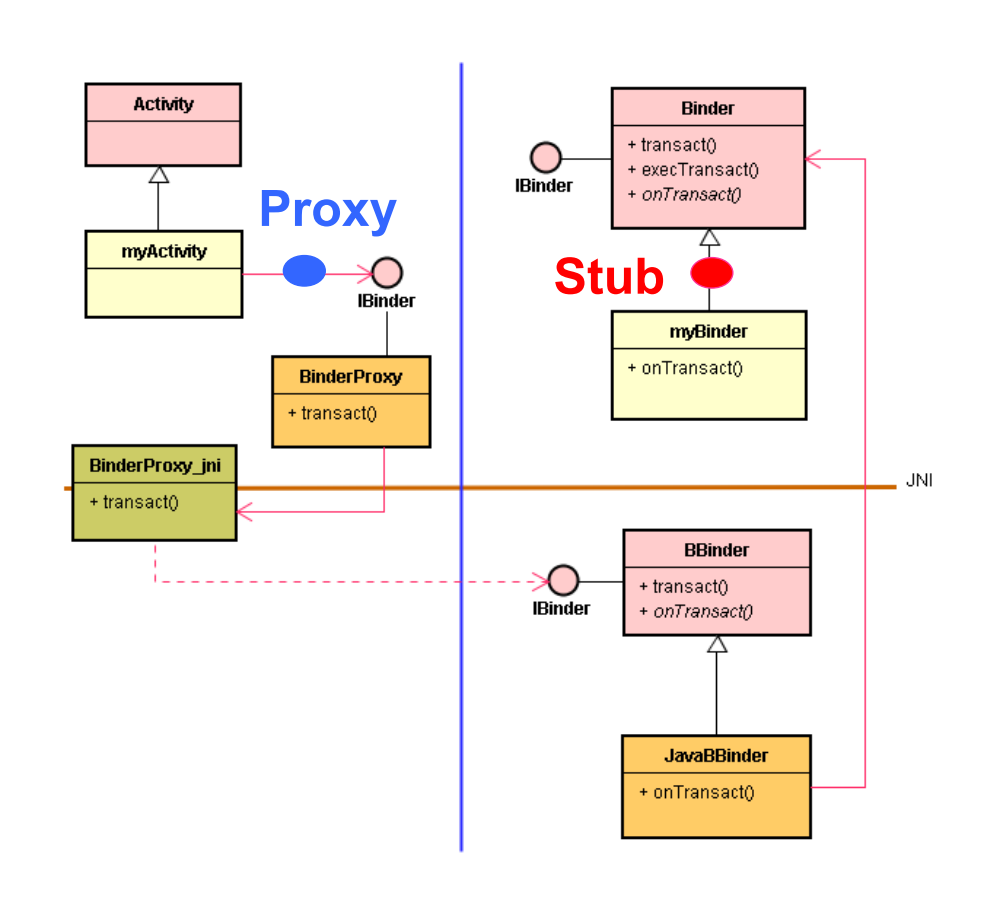 Activity
myActivity
Proxy
IBinder
BinderProxy
+ transact()
BinderProxy_jni
+ transact()
Binder
+ transact()
+ execTransact()
+ onTransact()
IBinder
Stub
myBinder
+ onTransact()
JNI
BBinder
+ transact()
+ onTransact()
IBinder
JavaBBinder
+ onTransact()